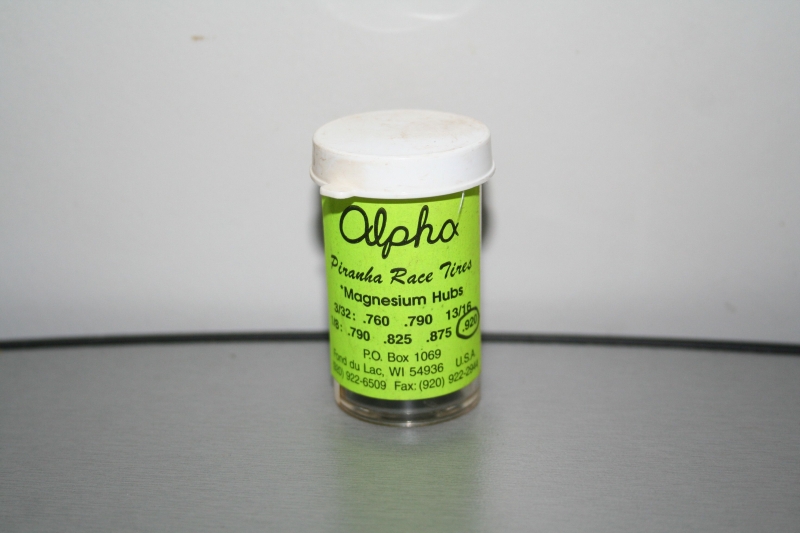 Alpha
Piranha Race Tires
*Magnesium Hubs
3/32: .760 .790 13/16
1/8: .790 .825 .875 .920
P.O. Box 1069
Fond du Lac, WI 54936 U.S.A.
922-6509 Fax: (920)